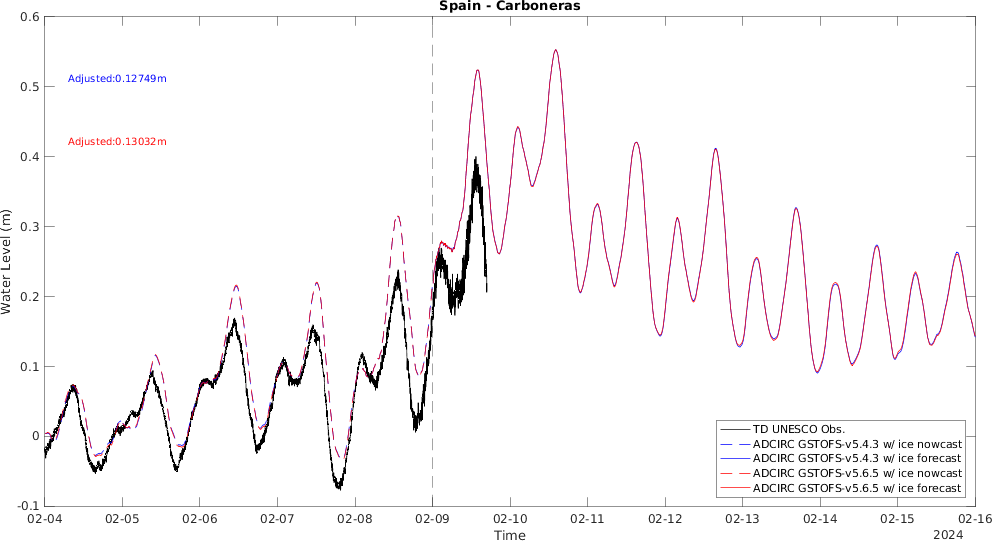 Spain - Carboneras
0.6
0.5
0.4
0.3
0.2
0.1
0
-0.1
Water Level (m)
Adjusted:0.12749m
Adjusted:0.13032m
TD UNESCO Obs.
ADCIRC GSTOFS-v5.4.3 w/ ice nowcast
ADCIRC GSTOFS-v5.4.3 w/ ice forecast
ADCIRC GSTOFS-v5.6.5 w/ ice nowcast
ADCIRC GSTOFS-v5.6.5 w/ ice forecast
02-04 02-05 02-06 02-07 02-08 02-09 02-10 02-11 02-12 02-13 02-14 02-15 02-16
Time
2024